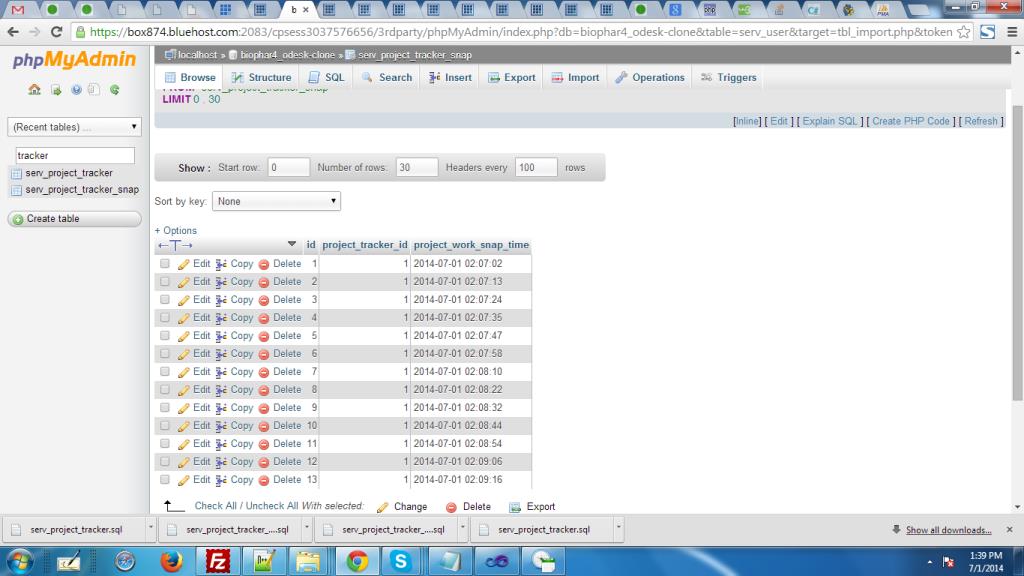 b ×
https://box874.bluehost.com:2083/cpsess3037576656/3rdparty/phpMyAdmin/index.php?db=biophar4_odesk-clone&table=serv_user&target=tbl_import.php&token
phpMyAdmin
localhost » biophar4_odesk-clone » serv_project_tracker_snap
Browse Structure SQL Search Insert Export Import Operations Triggers
LIMIT 0 , 30
[Inline] [ Edit ] [ Explain SQL ] [ Create PHP Code ] [ Refresh ]
(Recent tables) ...
tracker
serv_project_tracker
serv_project_tracker_snap
Create table
Show : Start row: 0 Number of rows: 30 Headers every 100 rows
Sort by key: None
+ Options
←T→ ▼ id project_tracker_id project_work_snap_time
Edit Copy Delete 1 1 2014-07-01 02:07:02
Edit Copy Delete 2 1 2014-07-01 02:07:13
Edit Copy Delete 3 1 2014-07-01 02:07:24
Edit Copy Delete 4 1 2014-07-01 02:07:35
Edit Copy Delete 5 1 2014-07-01 02:07:47
Edit Copy Delete 6 1 2014-07-01 02:07:58
Edit Copy Delete 7 1 2014-07-01 02:08:10
Edit Copy Delete 8 1 2014-07-01 02:08:22
Edit Copy Delete 9 1 2014-07-01 02:08:32
Edit Copy Delete 10 1 2014-07-01 02:08:44
Edit Copy Delete 11 1 2014-07-01 02:08:54
Edit Copy Delete 12 1 2014-07-01 02:09:06
Edit Copy Delete 13 1 2014-07-01 02:09:16
Check All / Uncheck All With selected: Change Delete Export
serv_project_tracker.sql serv_project_tracker_....sql serv_project_tracker_....sql serv_project_tracker.sql Show all downloads... ×
1:39 PM
7/1/2014